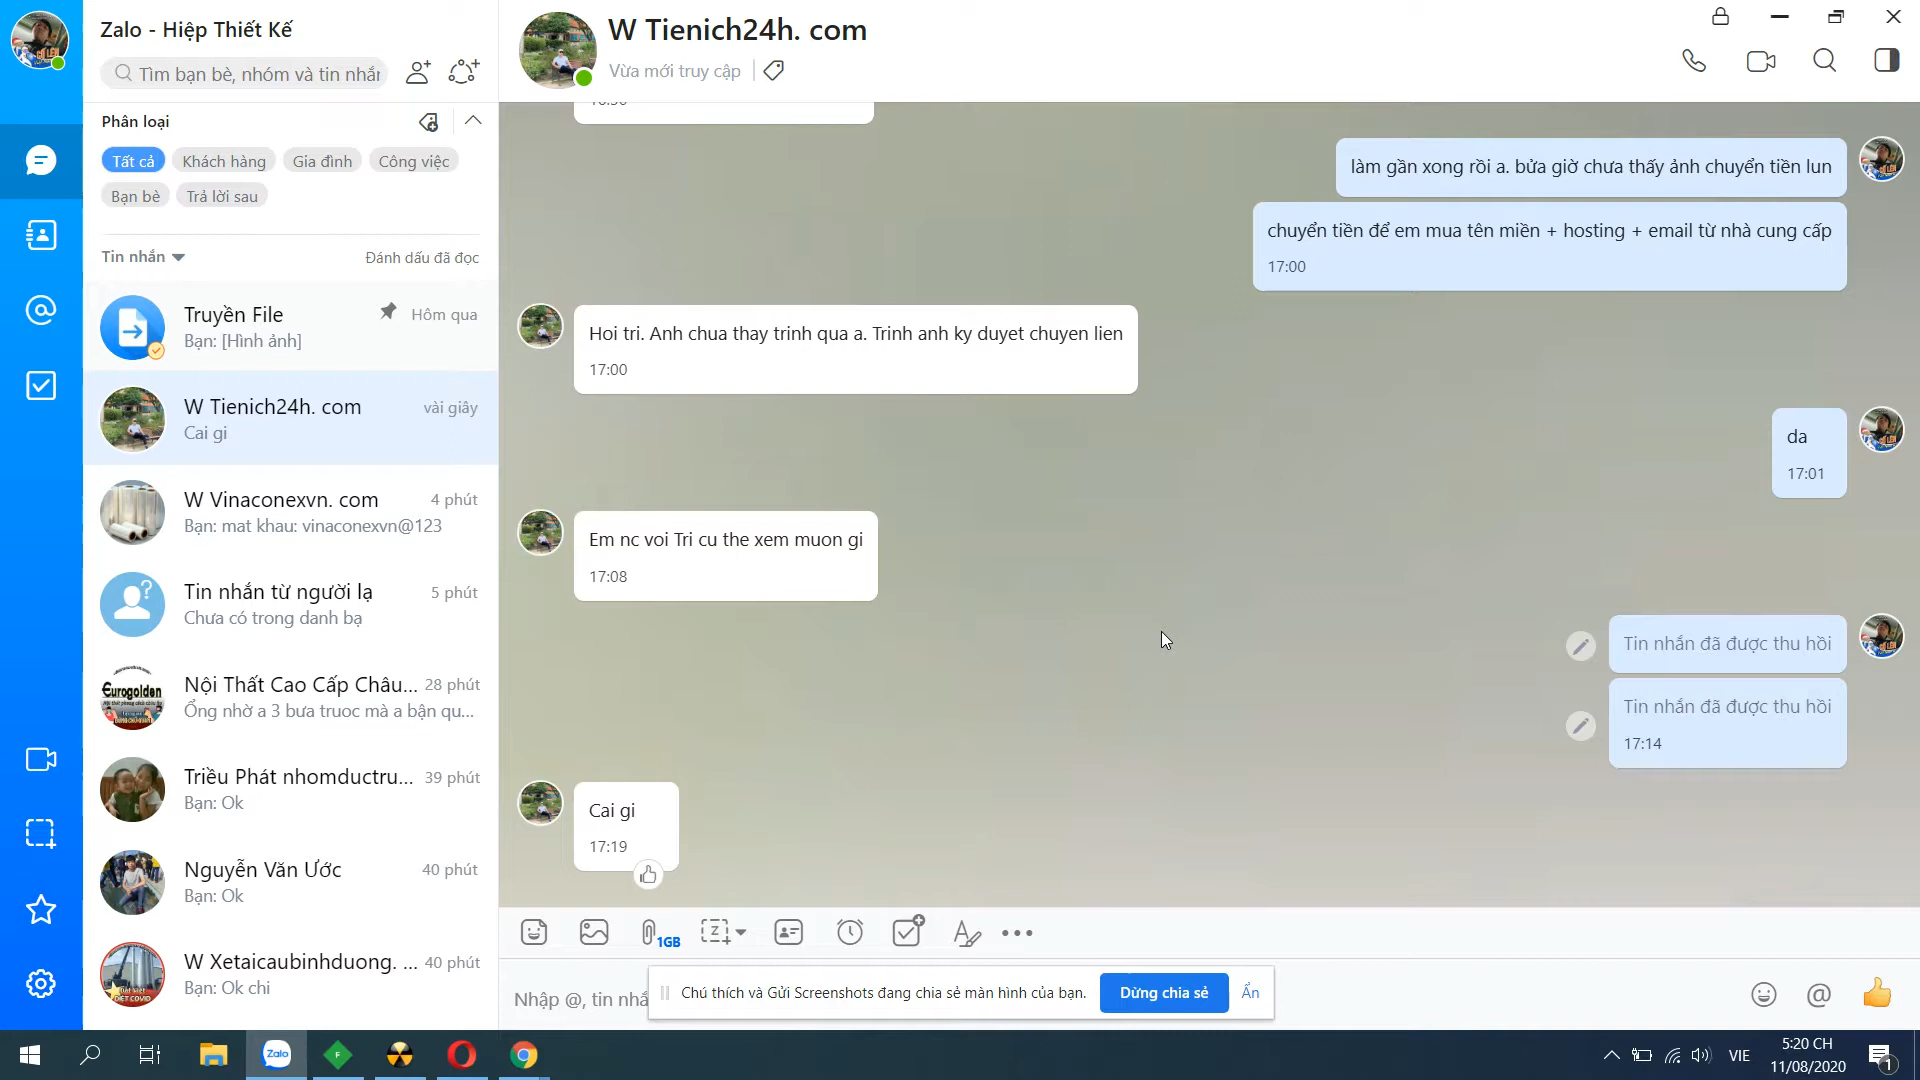 Zalo - Hiệp Thiết Kế
Tìm bạn bè, nhóm và tin nhắn
Phân loại
Tất cả
Khách hàng
Gia đình
Công việc
Bạn bè
Trả lời sau
Tin nhắn
Đánh dấu đã đọc
Truyền File
Hôm qua
Bạn: [Hình ảnh]
W Tienich24h. com
vài giây
Cai gi
W Vinaconexvn. com
4 phút
Bạn: mat khau: vinaconexvn@123
Tin nhắn từ người lạ
5 phút
Chưa có trong danh bạ
Eurogolden
Nội Thất Cao Cấp Châu...
28 phút
Ổng nhờ a 3 bưa truoc mà a bận qu...
Triều Phát nhomductru...
39 phút
Bạn: Ok
Nguyễn Văn Ước
40 phút
Bạn: Ok
W Xetaicaubinhduong. ...
40 phút
Bạn: Ok chi
W Tienich24h. com
Vừa mới truy cập
làm gần xong rồi a. bửa giờ chưa thấy ảnh chuyển tiền lun
chuyển tiền để em mua tên miền + hosting + email từ nhà cung cấp
17:00
Hoi tri. Anh chua thay trinh qua a. Trinh anh ky duyet chuyen lien
17:00
da
17:01
Em nc voi Tri cu the xem muon gi
17:08
Tin nhắn đã được thu hồi
Tin nhắn đã được thu hồi
17:14
Cai gi
17:19
1GB
Nhập @, tin nhắ
Chú thích và Gửi Screenshots đang chia sẻ màn hình của bạn.
Dừng chia sẻ
Ẩn
Zalo
VIE
5:20 CH
11/08/2020
1